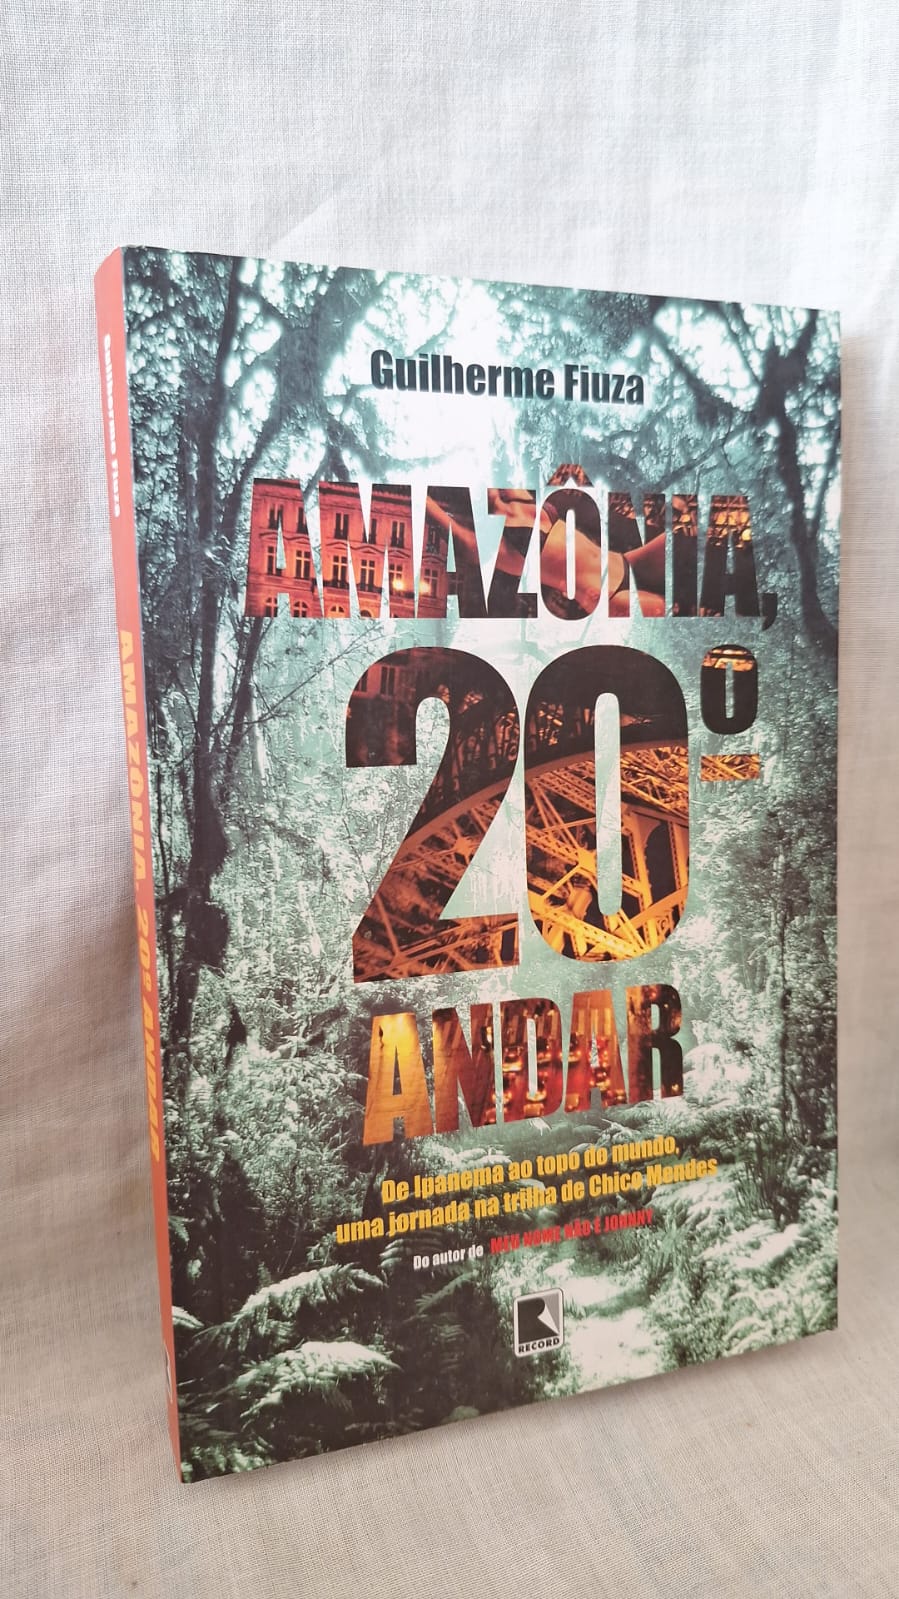 Guilherme Fiuza
AMAZÔNIA,
20º
ANDAR
De Ipanema ao topo do mundo,
uma jornada na trilha de Chico Mendes
Do autor de MEU NOME NÃO É JOHNNY
RECORD
Guilherme Fiuza
AMAZÔNIA, 20º ANDAR